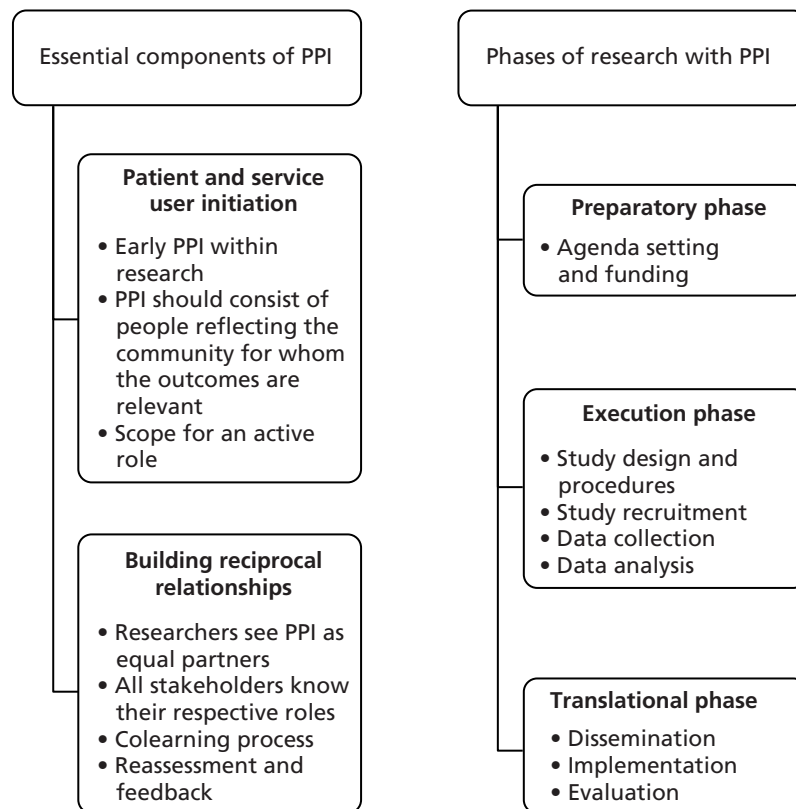 Essential components of PPI
Patient and service
user initiation
• Early PPI within
research
• PPI should consist of
people reflecting the
community for whom
the outcomes are
relevant
• Scope for an active
role
Building reciprocal
relationships
• Researchers see PPI as
equal partners
• All stakeholders know
their respective roles
• Colearning process
• Reassessment and
feedback
Phases of research with PPI
Preparatory phase
• Agenda setting
and funding
Execution phase
• Study design and
procedures
• Study recruitment
• Data collection
• Data analysis
Translational phase
• Dissemination
• Implementation
• Evaluation